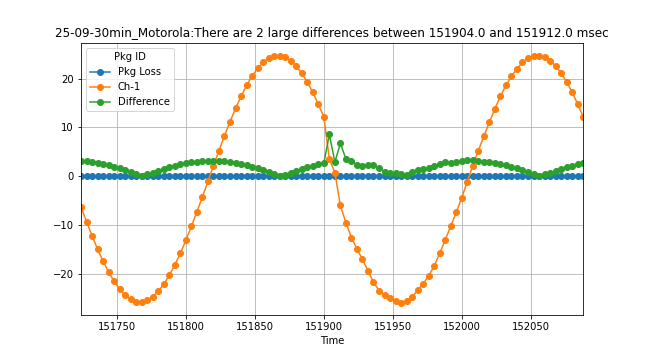 25-09-30min_Motorola:There are 2 large differences between 151904.0 and 151912.0 msec
Pkg ID
Pkg Loss
Ch-1
Difference
20
10
0
−10
−20
151750 151800 151850 151900 151950 152000 152050
Time